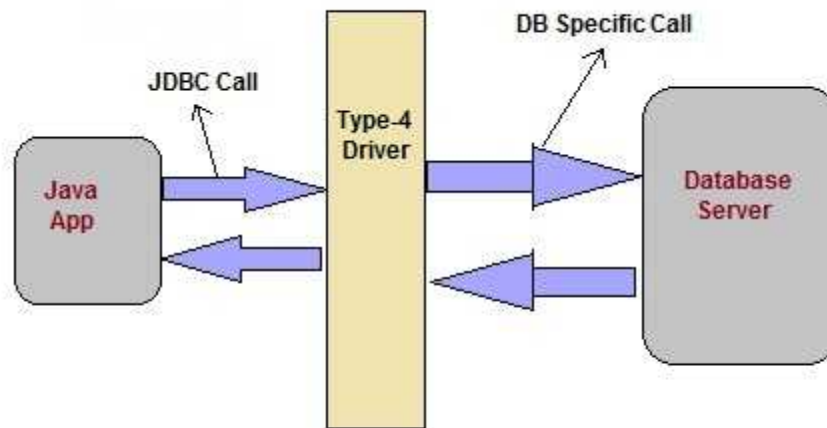 DB Specific Call
JDBC Call
Type-4
Driver
Java
App
Database
Server